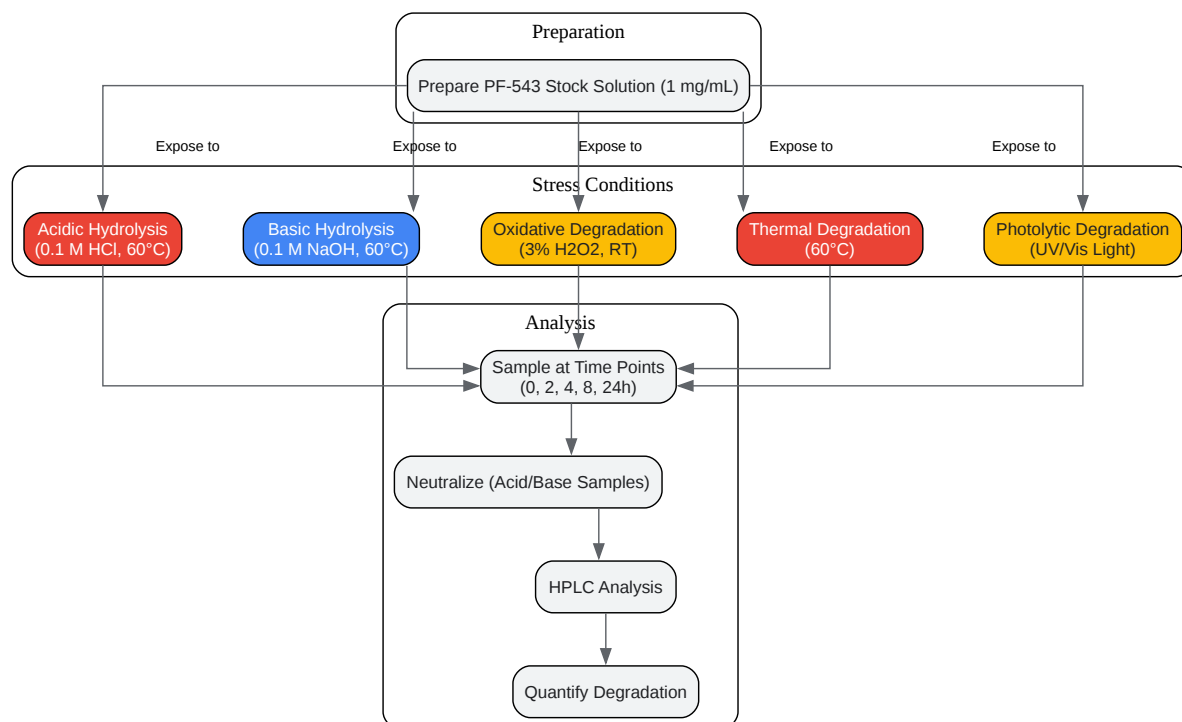 Preparation
Prepare PF-543 Stock Solution (1 mg/mL)
Expose to
Expose to
Expose to
Expose to
Expose to
Stress Conditions
Acidic Hydrolysis
(0.1 M HCl, 60°C)
Basic Hydrolysis
(0.1 M NaOH, 60°C)
Oxidative Degradation
(3% H2O2, RT)
Thermal Degradation
(60°C)
Photolytic Degradation
(UV/Vis Light)
Analysis
Sample at Time Points
(0, 2, 4, 8, 24h)
Neutralize (Acid/Base Samples)
HPLC Analysis
Quantify Degradation